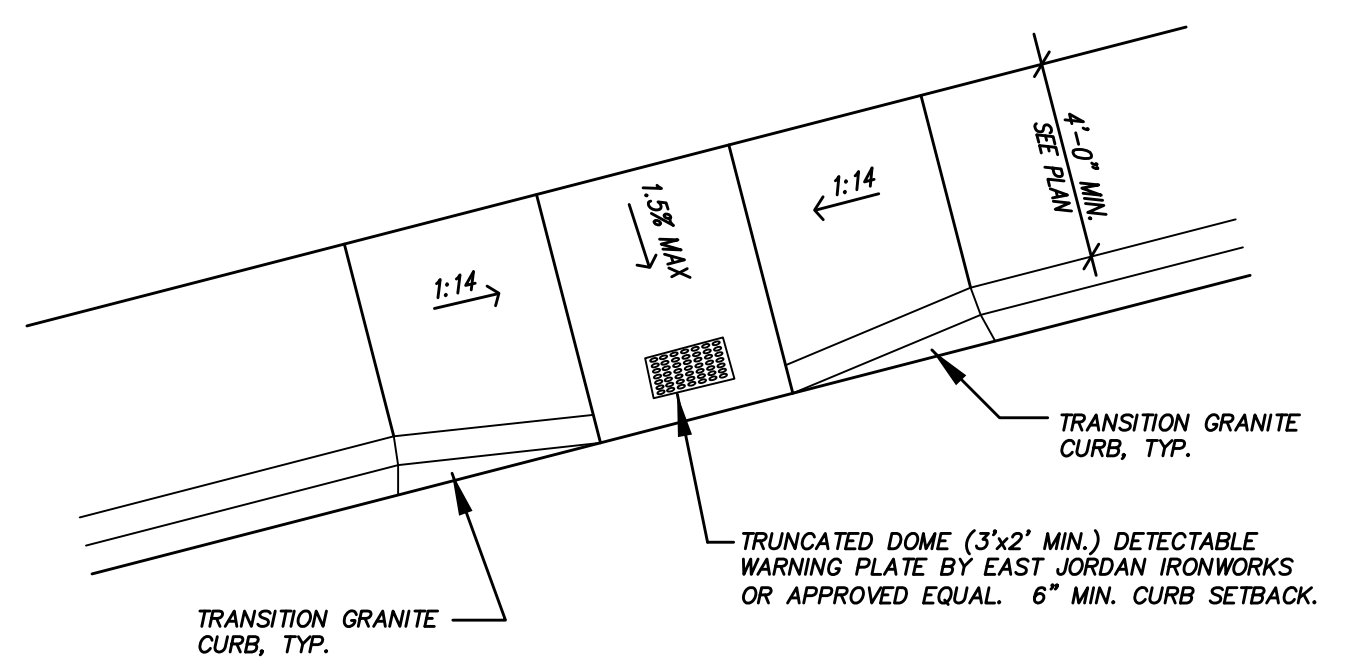 4'-0" MIN.
SEE PLAN
1:14
1.5% MAX
1:14
TRANSITION GRANITE
CURB, TYP.
TRUNCATED DOME (3'x2' MIN.) DETECTABLE
WARNING PLATE BY EAST JORDAN IRONWORKS
OR APPROVED EQUAL. 6" MIN. CURB SETBACK.
TRANSITION GRANITE
CURB, TYP.